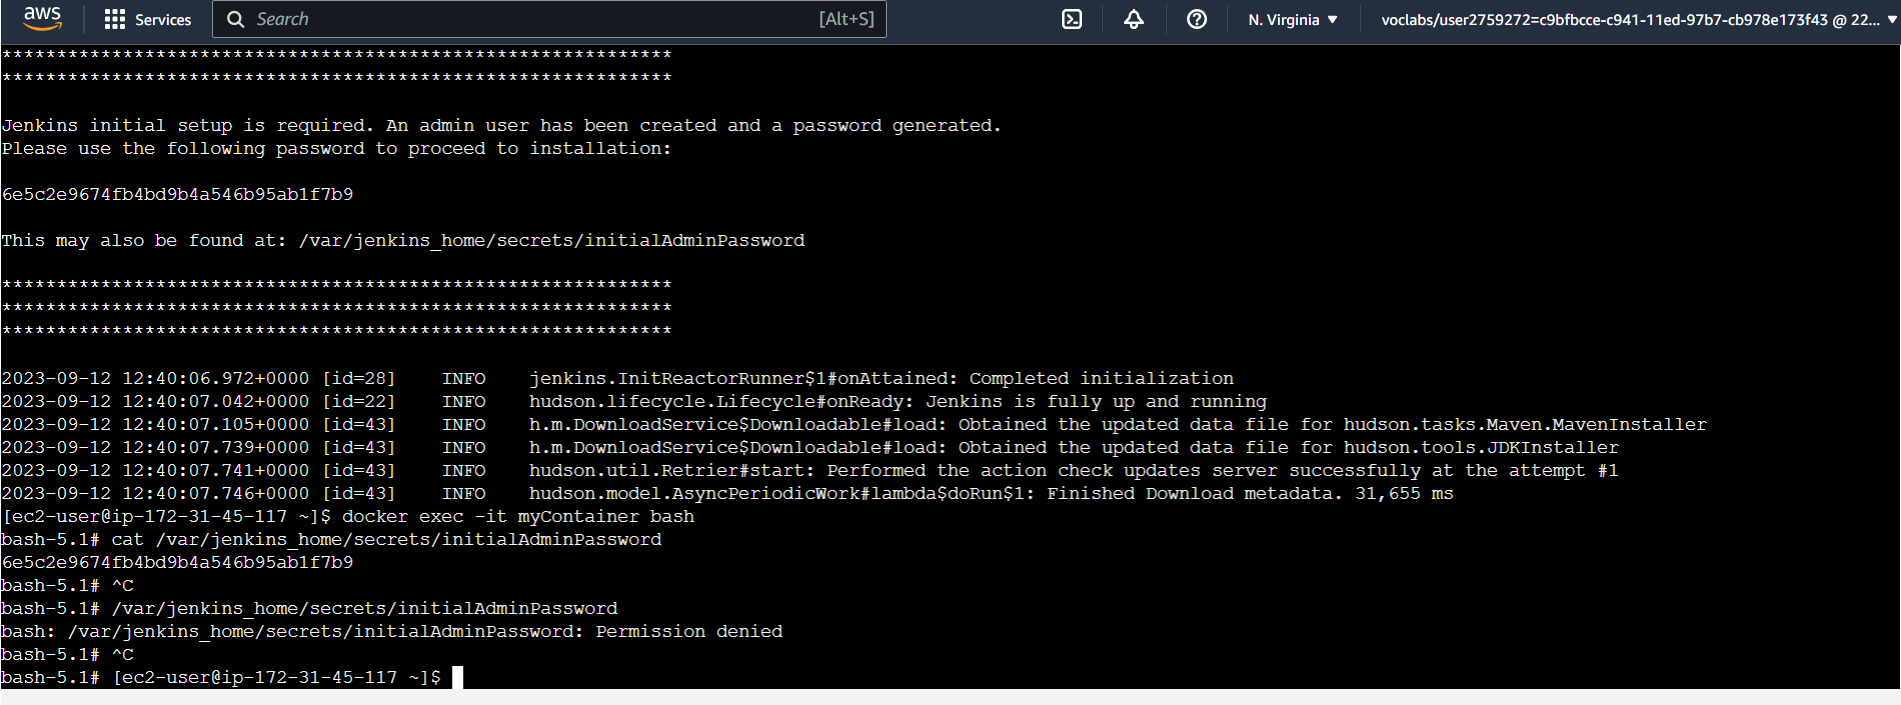 aws Services Search [Alt+S] N. Virginia ▼ voclabs/user2759272=c9bfbcce-c941-11ed-97b7-cb978e173f43 @ 22... ▼
*************************************************************
*************************************************************
Jenkins initial setup is required. An admin user has been created and a password generated.
Please use the following password to proceed to installation:
6e5c2e9674fb4bd9b4a546b95ab1f7b9
This may also be found at: /var/jenkins_home/secrets/initialAdminPassword
*************************************************************
*************************************************************
*************************************************************
2023-09-12 12:40:06.972+0000 [id=28] INFO jenkins.InitReactorRunner$1#onAttained: Completed initialization
2023-09-12 12:40:07.042+0000 [id=22] INFO hudson.lifecycle.Lifecycle#onReady: Jenkins is fully up and running
2023-09-12 12:40:07.105+0000 [id=43] INFO h.m.DownloadService$Downloadable#load: Obtained the updated data file for hudson.tasks.Maven.MavenInstaller
2023-09-12 12:40:07.739+0000 [id=43] INFO h.m.DownloadService$Downloadable#load: Obtained the updated data file for hudson.tools.JDKInstaller
2023-09-12 12:40:07.741+0000 [id=43] INFO hudson.util.Retrier#start: Performed the action check updates server successfully at the attempt #1
2023-09-12 12:40:07.746+0000 [id=43] INFO hudson.model.AsyncPeriodicWork#lambda$doRun$1: Finished Download metadata. 31,655 ms
[ec2-user@ip-172-31-45-117 ~]$ docker exec -it myContainer bash
bash-5.1# cat /var/jenkins_home/secrets/initialAdminPassword
6e5c2e9674fb4bd9b4a546b95ab1f7b9
bash-5.1# ^C
bash-5.1# /var/jenkins_home/secrets/initialAdminPassword
bash: /var/jenkins_home/secrets/initialAdminPassword: Permission denied
bash-5.1# ^C
bash-5.1# [ec2-user@ip-172-31-45-117 ~]$